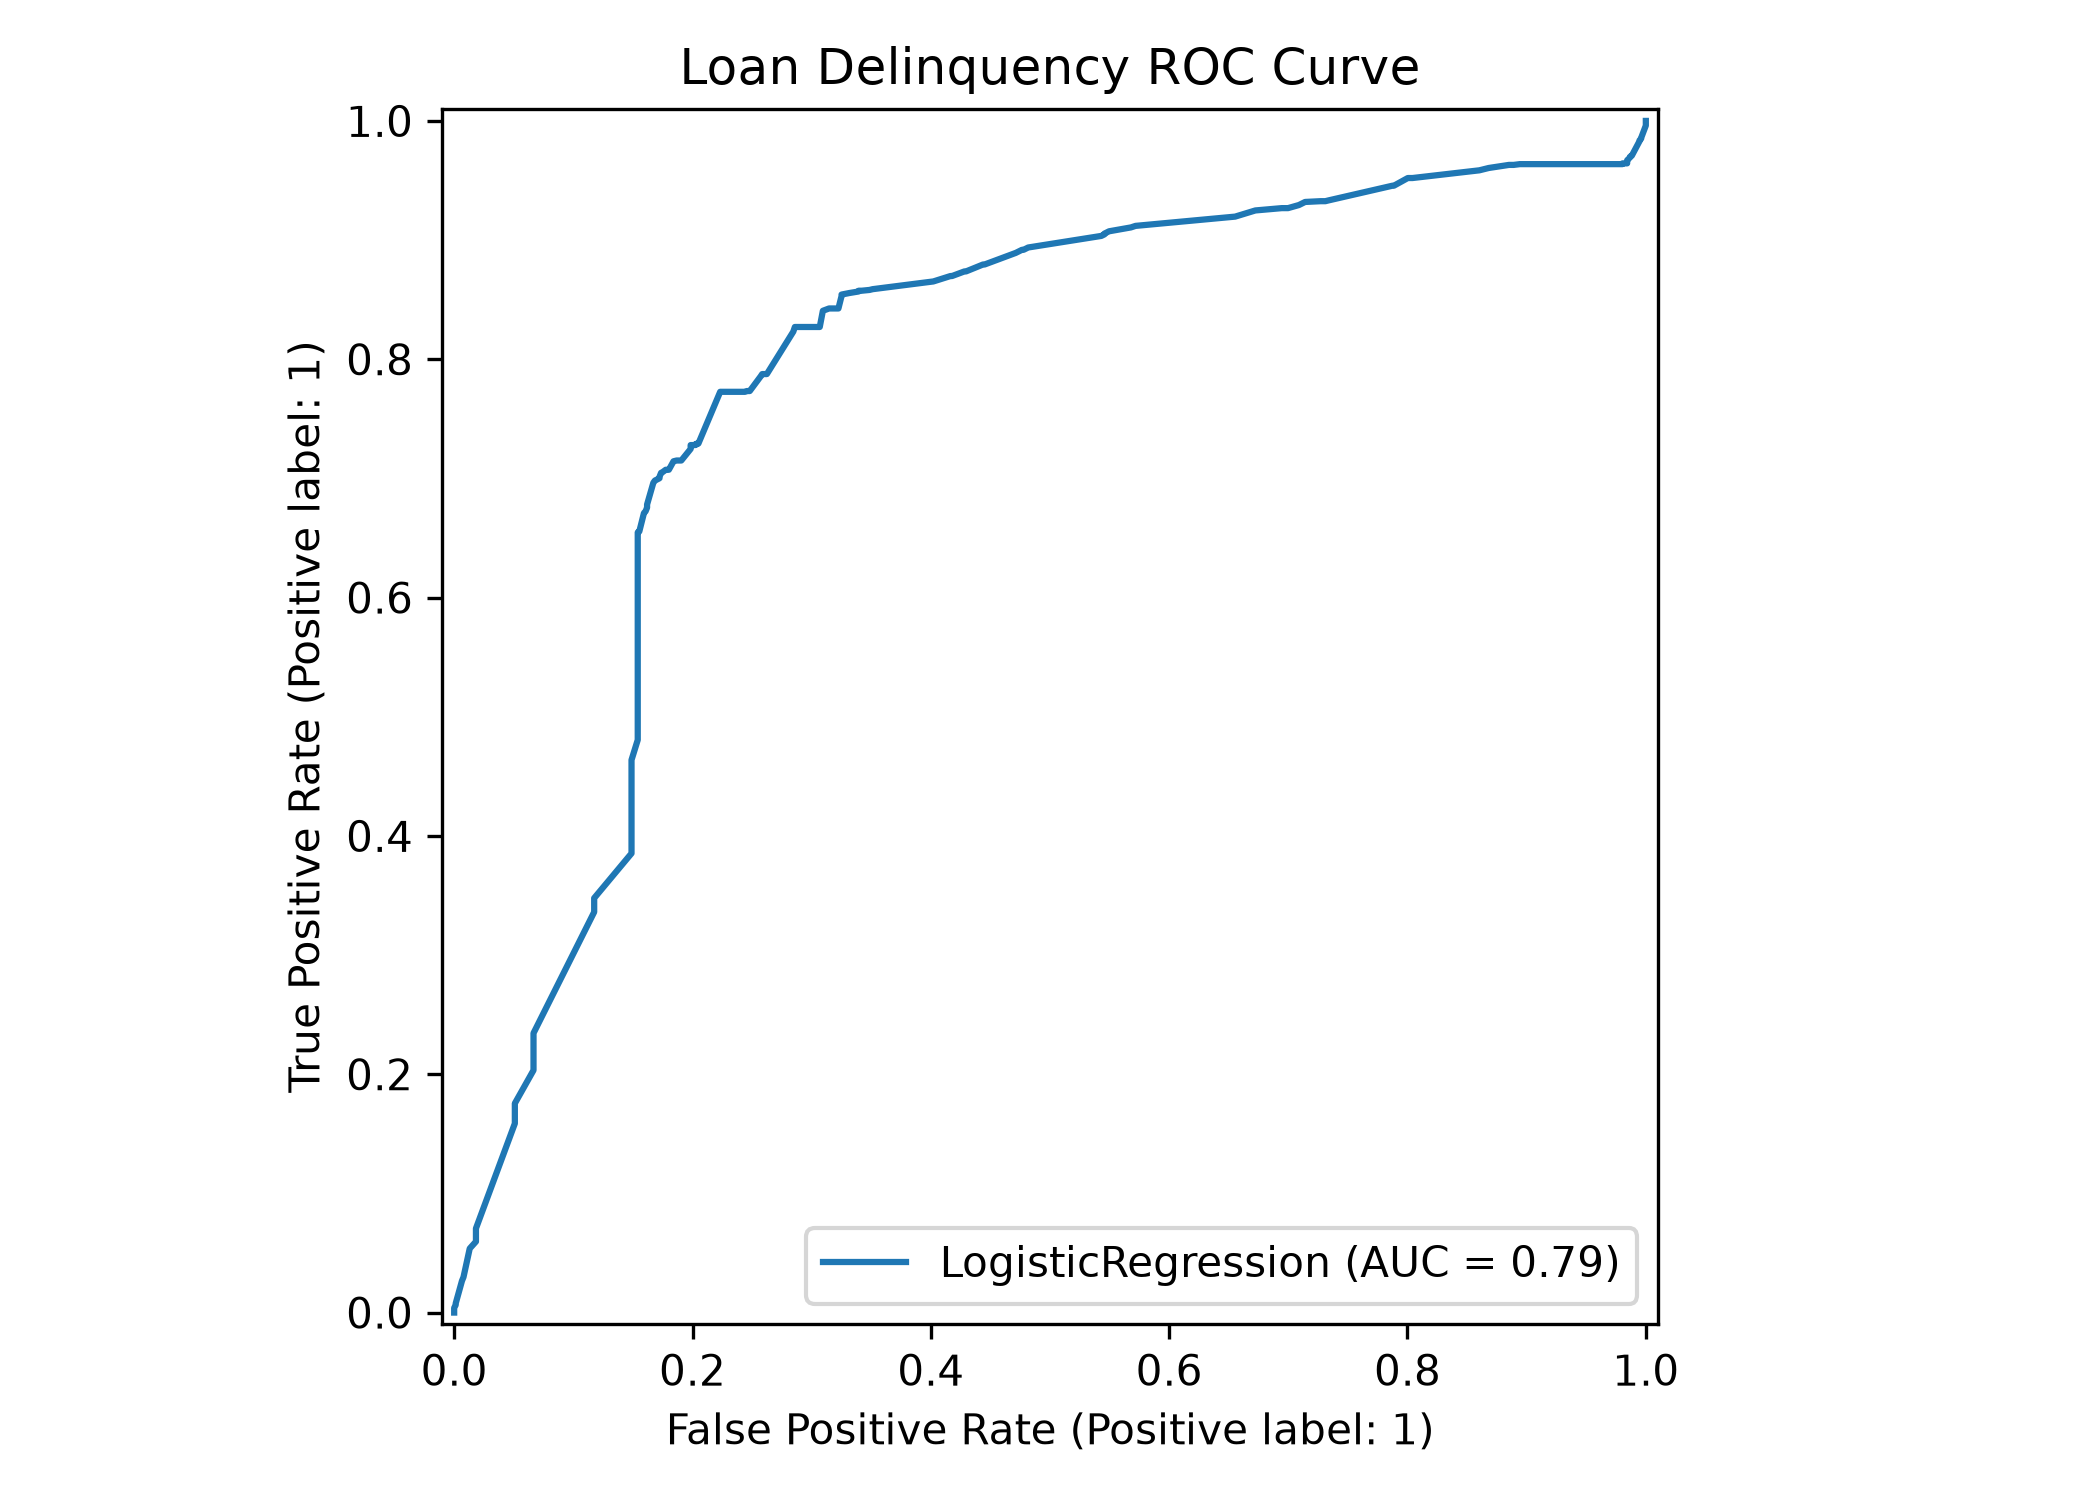 Loan Delinquency ROC Curve
True Positive Rate (Positive label: 1)
1.0
0.8
0.6
0.4
0.2
0.0
LogisticRegression (AUC = 0.79)
0.0 0.2 0.4 0.6 0.8 1.0
False Positive Rate (Positive label: 1)